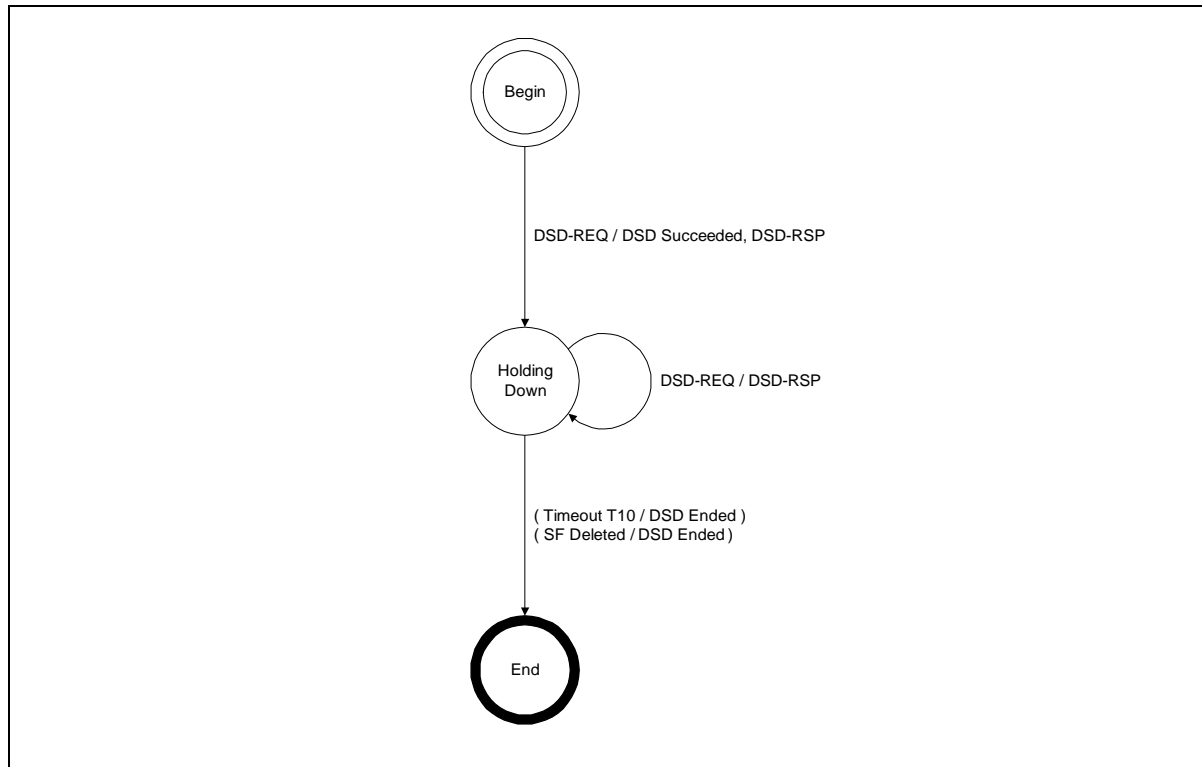 Begin
DSD-REQ / DSD Succeeded, DSD-RSP
Holding
Down
DSD-REQ / DSD-RSP
( Timeout T10 / DSD Ended )
( SF Deleted / DSD Ended )
End